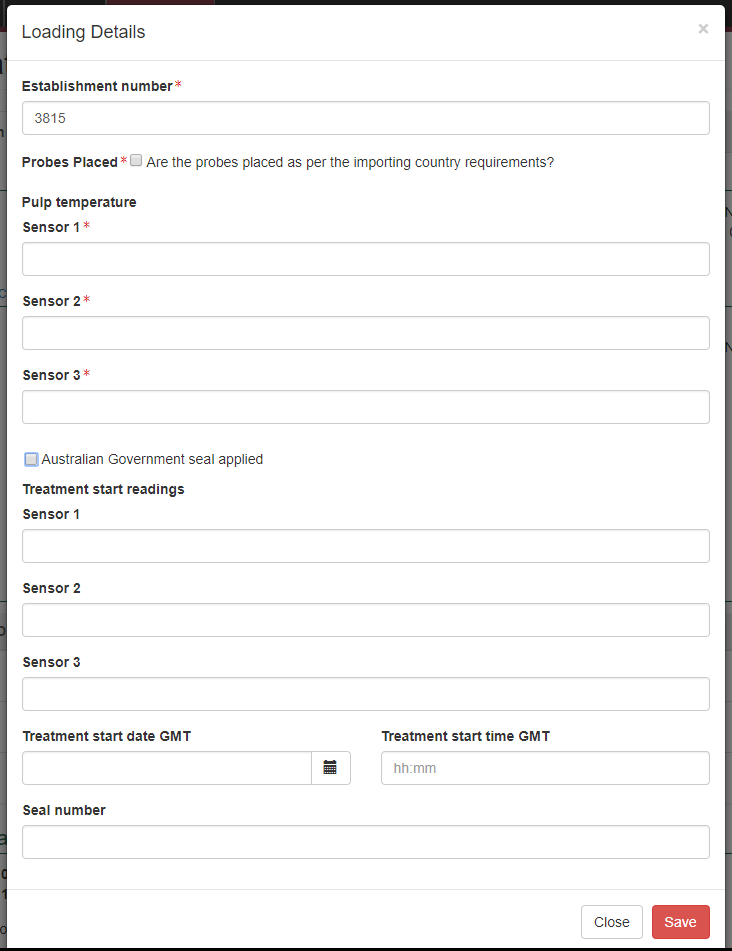 Loading Details ×
Establishment number *
3815
Probes Placed * Are the probes placed as per the importing country requirements?
Pulp temperature
Sensor 1 *
Sensor 2 *
Sensor 3 *
Australian Government seal applied
Treatment start readings
Sensor 1
Sensor 2
Sensor 3
Treatment start date GMT Treatment start time GMT
hh:mm
Seal number
Close Save